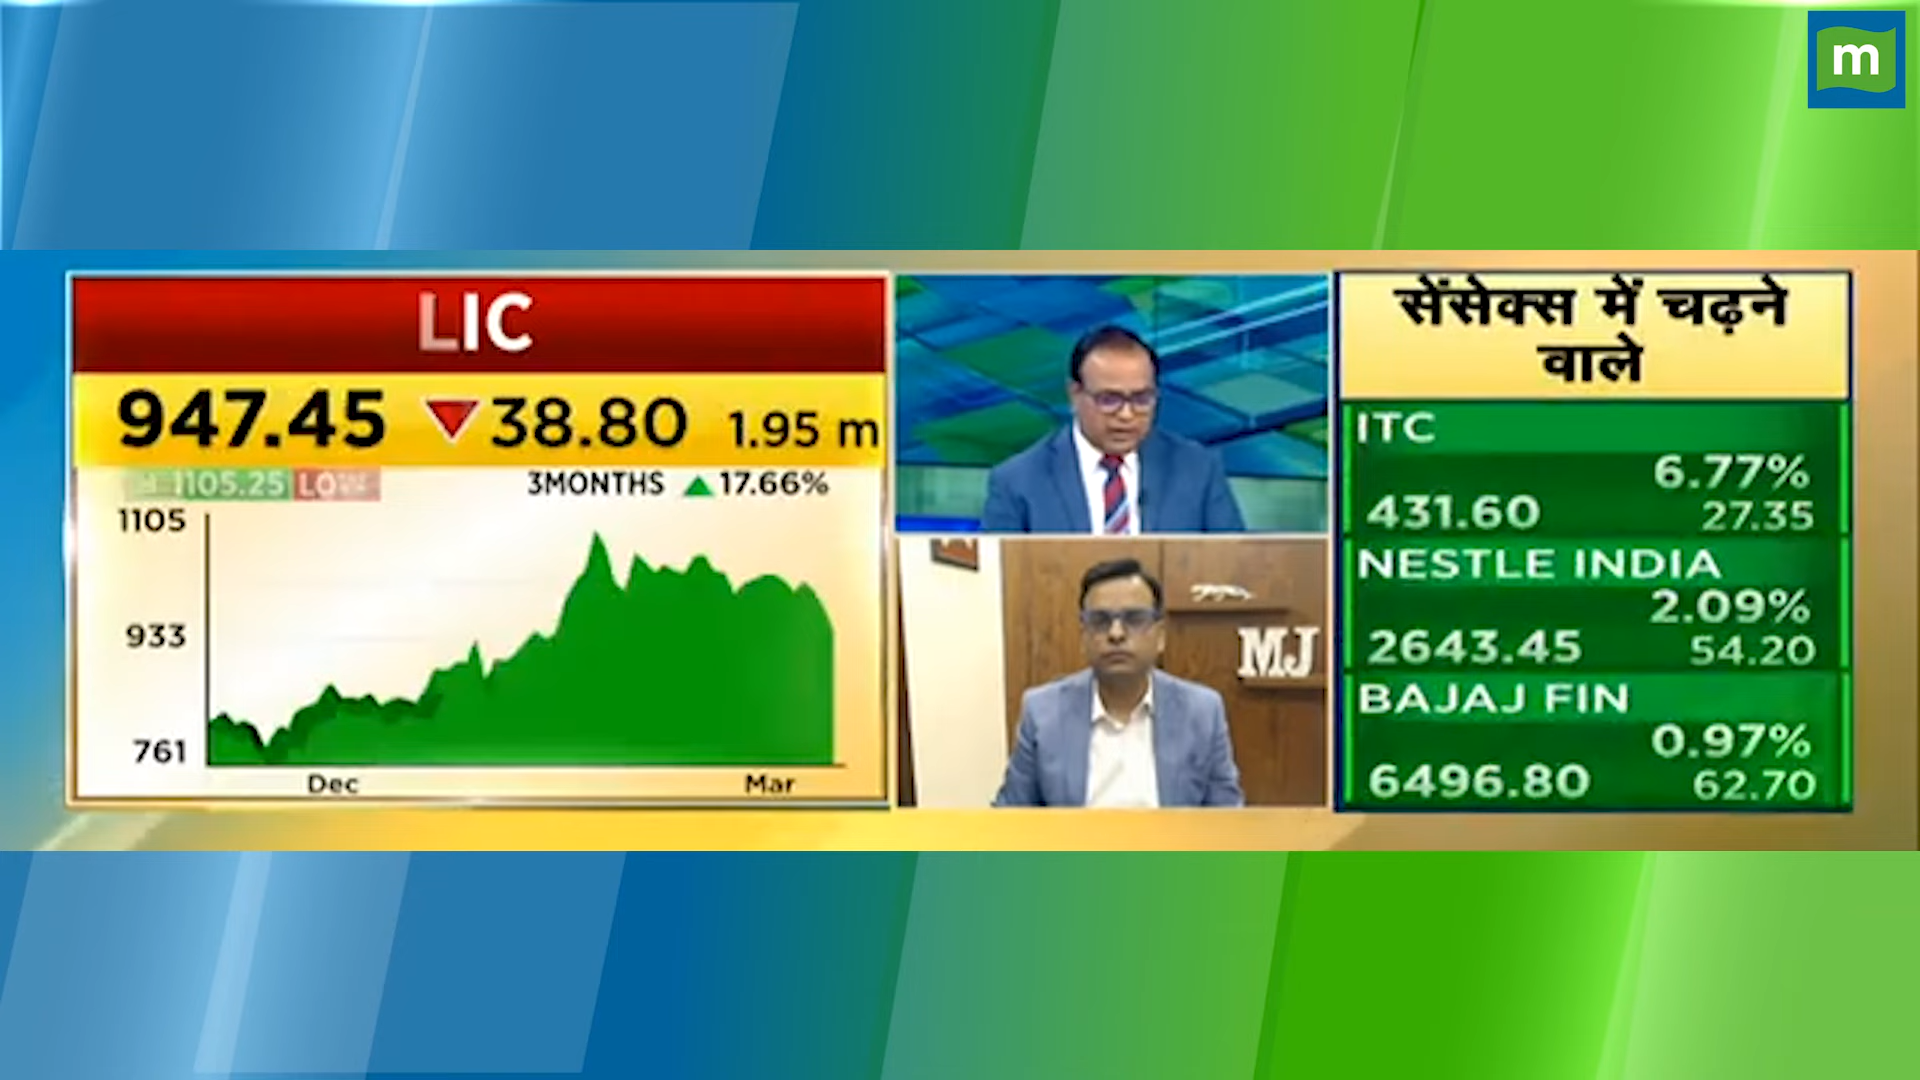 m
LIC
947.45 ▼38.80 1.95 m
1105.25 LOW
3MONTHS ▲17.66%
1105
933
761
Dec Mar
MJ
सेंसेक्स में चढ़ने
वाले
ITC
6.77%
431.60 27.35
NESTLE INDIA
2.09%
2643.45 54.20
BAJAJ FIN
0.97%
6496.80 62.70